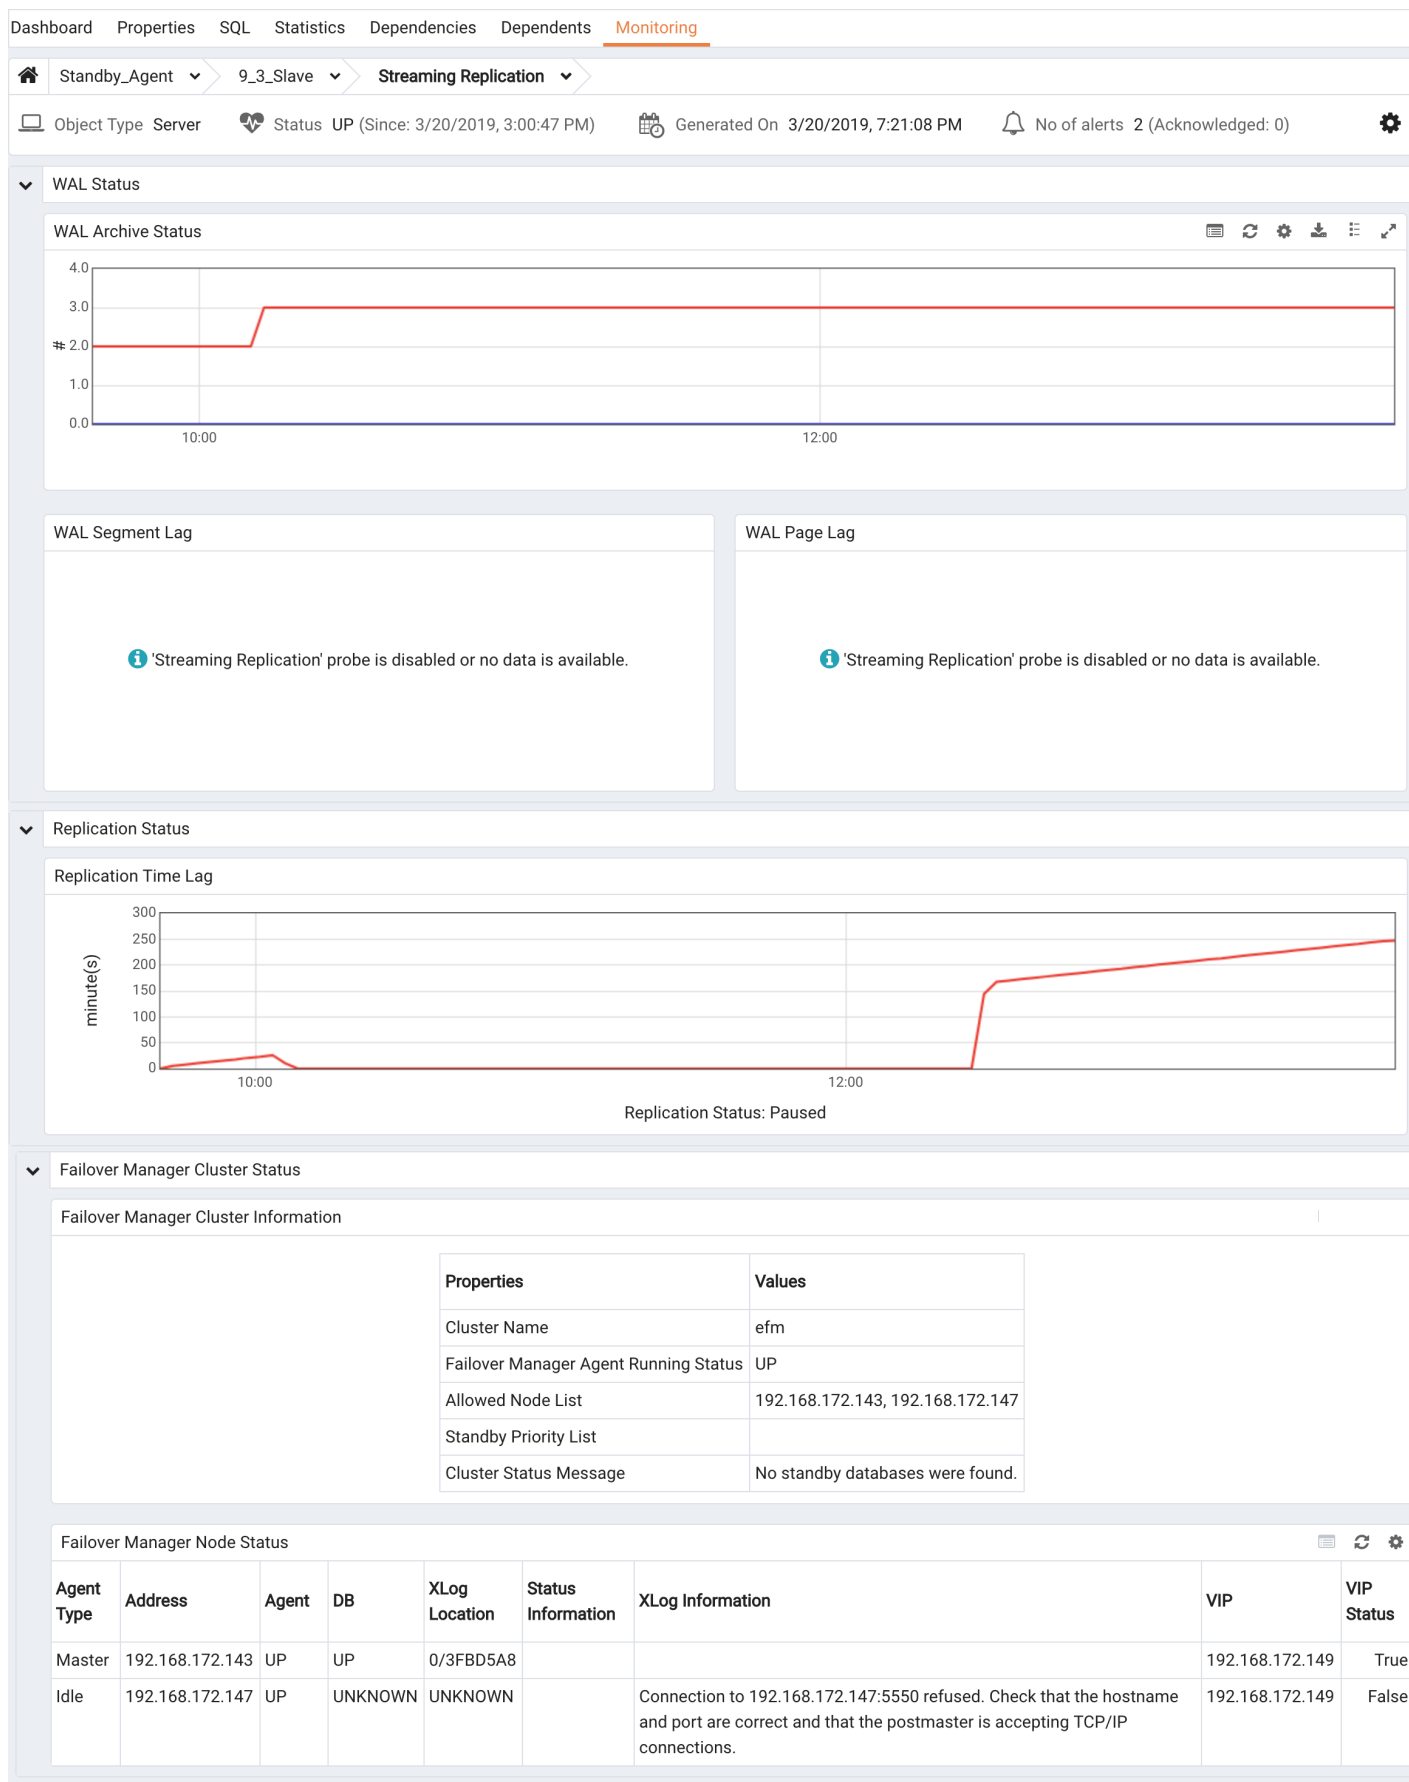 Dashboard Properties SQL Statistics Dependencies Dependents Monitoring
Standby_Agent 9_3_Slave Streaming Replication
Object Type Server Status UP (Since: 3/20/2019, 3:00:47 PM) Generated On 3/20/2019, 7:21:08 PM No of alerts 2 (Acknowledged: 0)
WAL Status
WAL Archive Status
4.0
3.0
# 2.0
1.0
0.0
10:00 12:00
WAL Segment Lag
'Streaming Replication' probe is disabled or no data is available.
WAL Page Lag
'Streaming Replication' probe is disabled or no data is available.
Replication Status
Replication Time Lag
minute(s)
300
250
200
150
100
50
0
10:00 12:00
Replication Status: Paused
Failover Manager Cluster Status
Failover Manager Cluster Information
Properties Values
Cluster Name efm
Failover Manager Agent Running Status UP
Allowed Node List 192.168.172.143, 192.168.172.147
Standby Priority List
Cluster Status Message No standby databases were found.
Failover Manager Node Status
Agent Type Address Agent DB XLog Location Status Information XLog Information VIP VIP Status
Master 192.168.172.143 UP UP 0/3FBD5A8 192.168.172.149 True
Idle 192.168.172.147 UP UNKNOWN UNKNOWN Connection to 192.168.172.147:5550 refused. Check that the hostname 192.168.172.149 False
and port are correct and that the postmaster is accepting TCP/IP
connections.